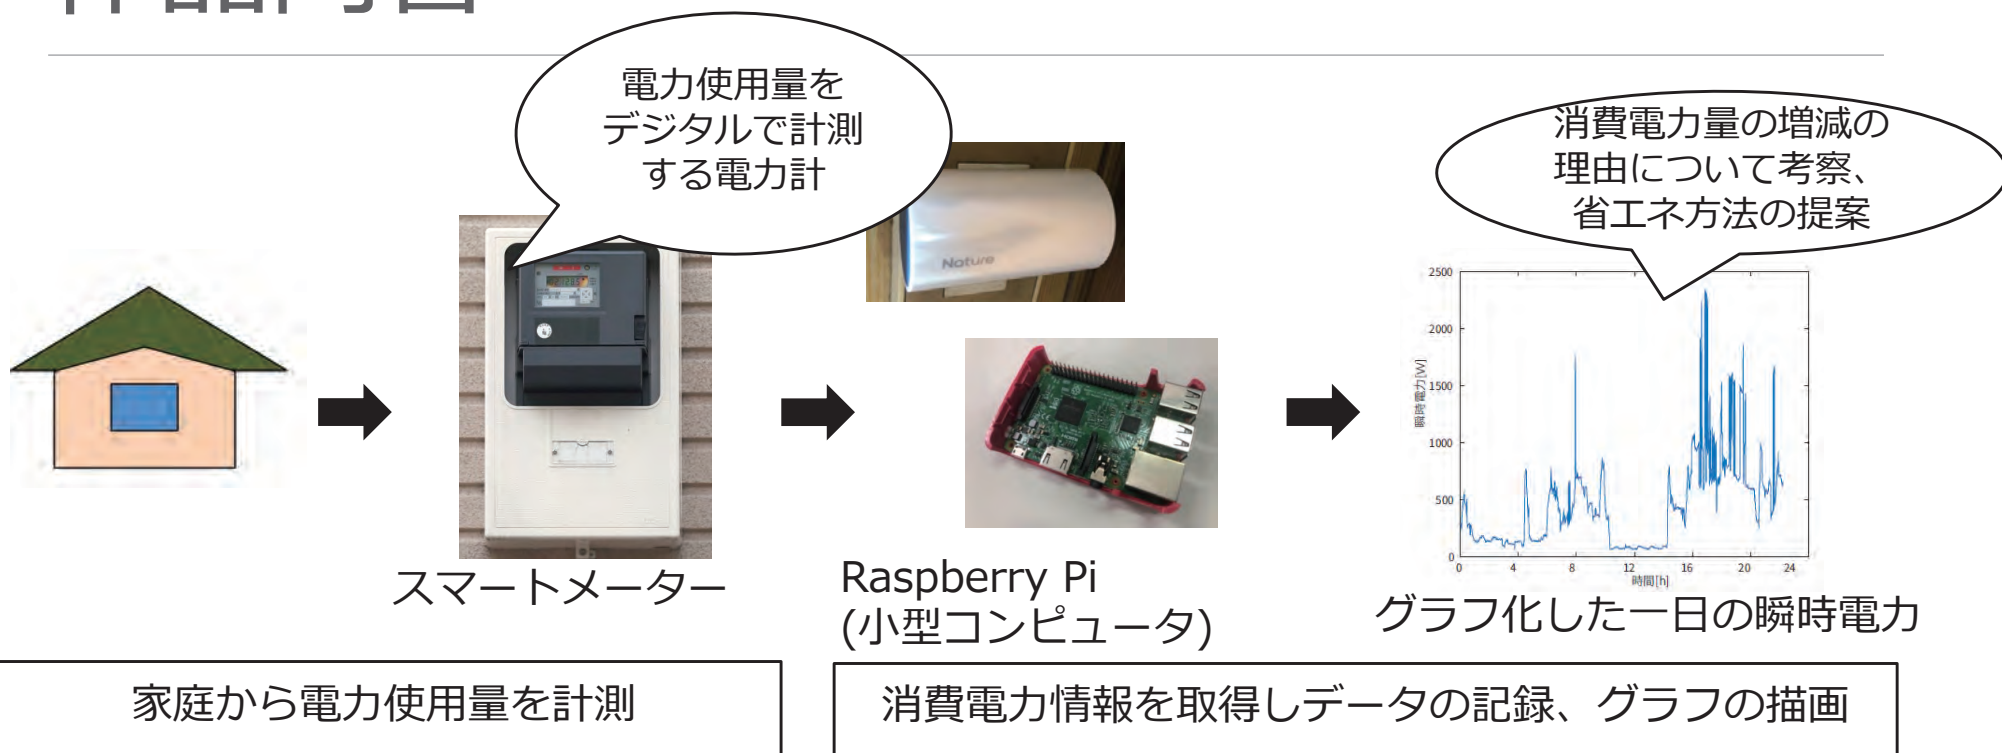 電力使用量を
デジタルで計測
する電力計
消費電力量の増減の
理由について考察、
省エネ方法の提案
Nature
2500
2000
1500
1000
500
0
瞬時電力[W]
0 4 8 12 16 20 24
時間[h]
スマートメーター
Raspberry Pi
(小型コンピュータ)
グラフ化した一日の瞬時電力
家庭から電力使用量を計測
消費電力情報を取得しデータの記録、グラフの描画